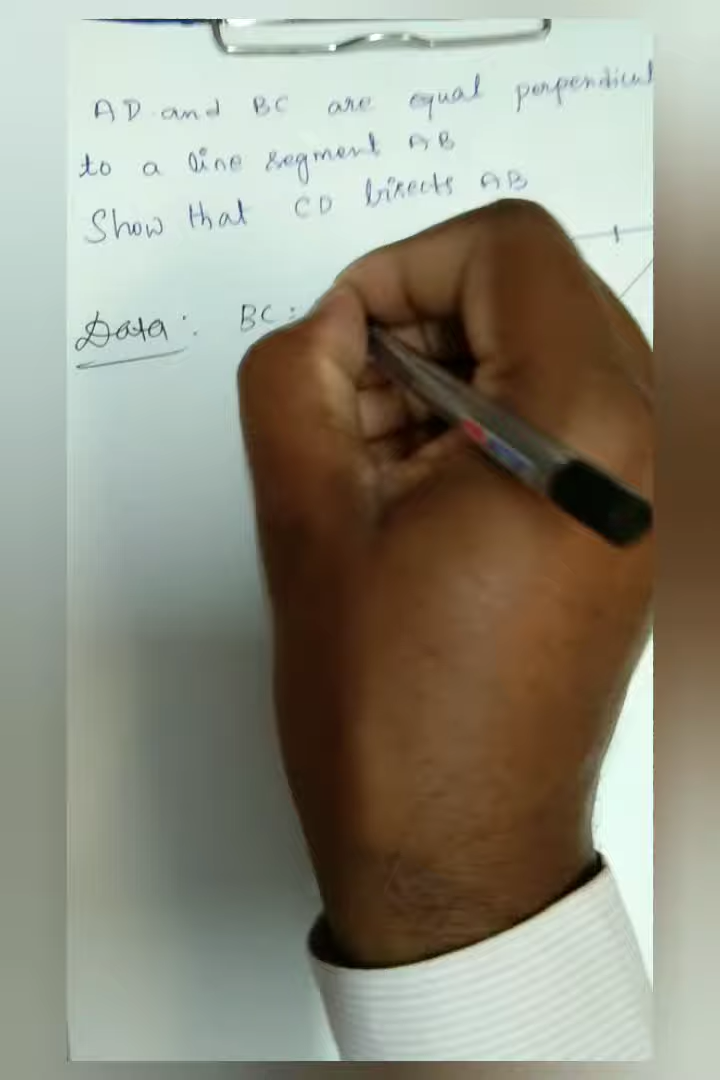 AD and BC are equal perpendicul
to a line segment AB
Show that CD bisects AB
Data: BC=